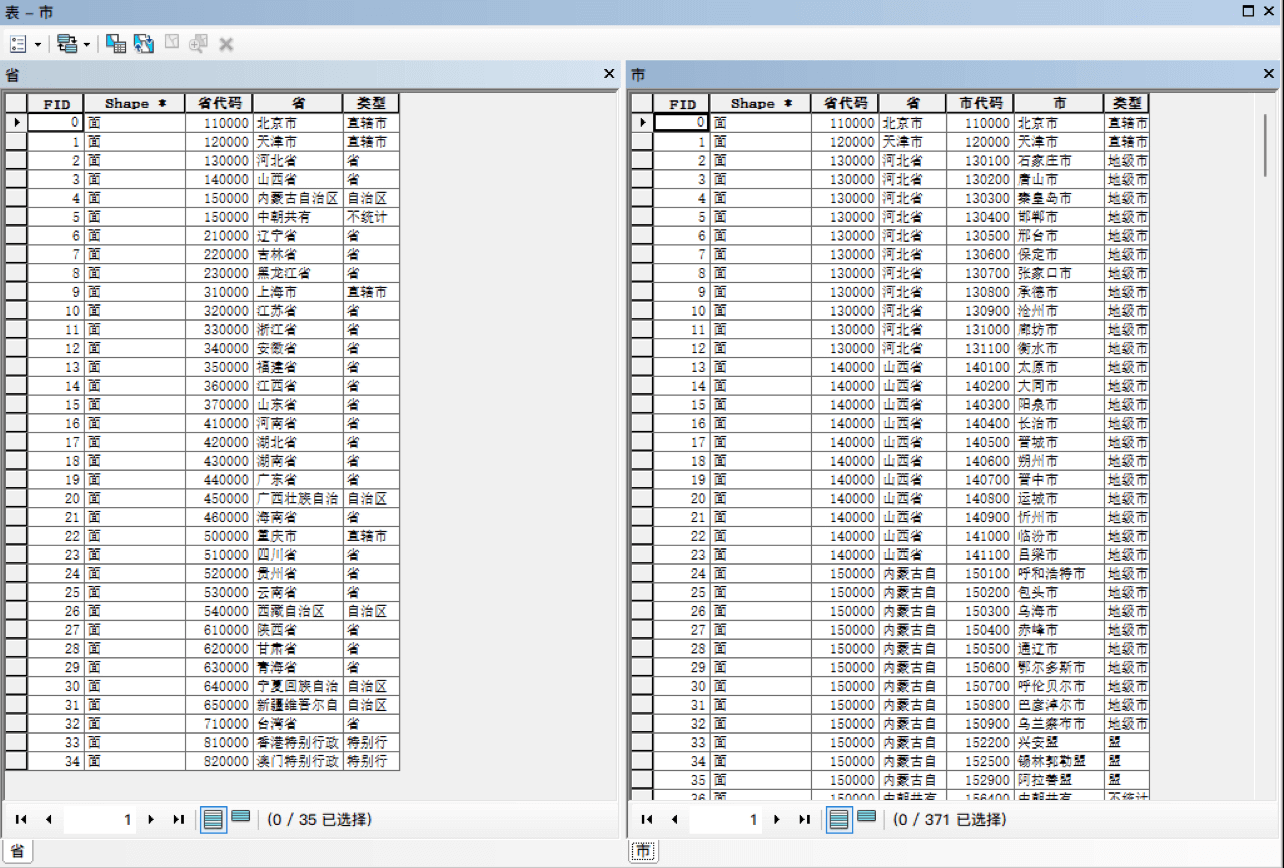 表 – 市
省
FID Shape * 省代码 省 类型
0 面 110000 北京市 直辖市
1 面 120000 天津市 直辖市
2 面 130000 河北省 省
3 面 140000 山西省 省
4 面 150000 内蒙古自治区 自治区
5 面 150000 中朝共有 不统计
6 面 210000 辽宁省 省
7 面 220000 吉林省 省
8 面 230000 黑龙江省 省
9 面 310000 上海市 直辖市
10 面 320000 江苏省 省
11 面 330000 浙江省 省
12 面 340000 安徽省 省
13 面 350000 福建省 省
14 面 360000 江西省 省
15 面 370000 山东省 省
16 面 410000 河南省 省
17 面 420000 湖北省 省
18 面 430000 湖南省 省
19 面 440000 广东省 省
20 面 450000 广西壮族自治 自治区
21 面 460000 海南省 省
22 面 500000 重庆市 直辖市
23 面 510000 四川省 省
24 面 520000 贵州省 省
25 面 530000 云南省 省
26 面 540000 西藏自治区 自治区
27 面 610000 陕西省 省
28 面 620000 甘肃省 省
29 面 630000 青海省 省
30 面 640000 宁夏回族自治 自治区
31 面 650000 新疆维吾尔自 自治区
32 面 710000 台湾省 省
33 面 810000 香港特别行政 特别行
34 面 820000 澳门特别行政 特别行
1 (0 / 35 已选择)
省
市
FID Shape * 省代码 省 市代码 市 类型
0 面 110000 北京市 110000 北京市 直辖市
1 面 120000 天津市 120000 天津市 直辖市
2 面 130000 河北省 130100 石家庄市 地级市
3 面 130000 河北省 130200 唐山市 地级市
4 面 130000 河北省 130300 秦皇岛市 地级市
5 面 130000 河北省 130400 邯郸市 地级市
6 面 130000 河北省 130500 邢台市 地级市
7 面 130000 河北省 130600 保定市 地级市
8 面 130000 河北省 130700 张家口市 地级市
9 面 130000 河北省 130800 承德市 地级市
10 面 130000 河北省 130900 沧州市 地级市
11 面 130000 河北省 131000 廊坊市 地级市
12 面 130000 河北省 131100 衡水市 地级市
13 面 140000 山西省 140100 太原市 地级市
14 面 140000 山西省 140200 大同市 地级市
15 面 140000 山西省 140300 阳泉市 地级市
16 面 140000 山西省 140400 长治市 地级市
17 面 140000 山西省 140500 晋城市 地级市
18 面 140000 山西省 140600 朔州市 地级市
19 面 140000 山西省 140700 晋中市 地级市
20 面 140000 山西省 140800 运城市 地级市
21 面 140000 山西省 140900 忻州市 地级市
22 面 140000 山西省 141000 临汾市 地级市
23 面 140000 山西省 141100 吕梁市 地级市
24 面 150000 内蒙古自 150100 呼和浩特市 地级市
25 面 150000 内蒙古自 150200 包头市 地级市
26 面 150000 内蒙古自 150300 乌海市 地级市
27 面 150000 内蒙古自 150400 赤峰市 地级市
28 面 150000 内蒙古自 150500 通辽市 地级市
29 面 150000 内蒙古自 150600 鄂尔多斯市 地级市
30 面 150000 内蒙古自 150700 呼伦贝尔市 地级市
31 面 150000 内蒙古自 150800 巴彦淖尔市 地级市
32 面 150000 内蒙古自 150900 乌兰察布市 地级市
33 面 150000 内蒙古自 152200 兴安盟 盟
34 面 150000 内蒙古自 152500 锡林郭勒盟 盟
35 面 150000 内蒙古自 152900 阿拉善盟 盟
36 面 150000 中朝共有 156400 中朝共有 不统计
1 (0 / 371 已选择)
市